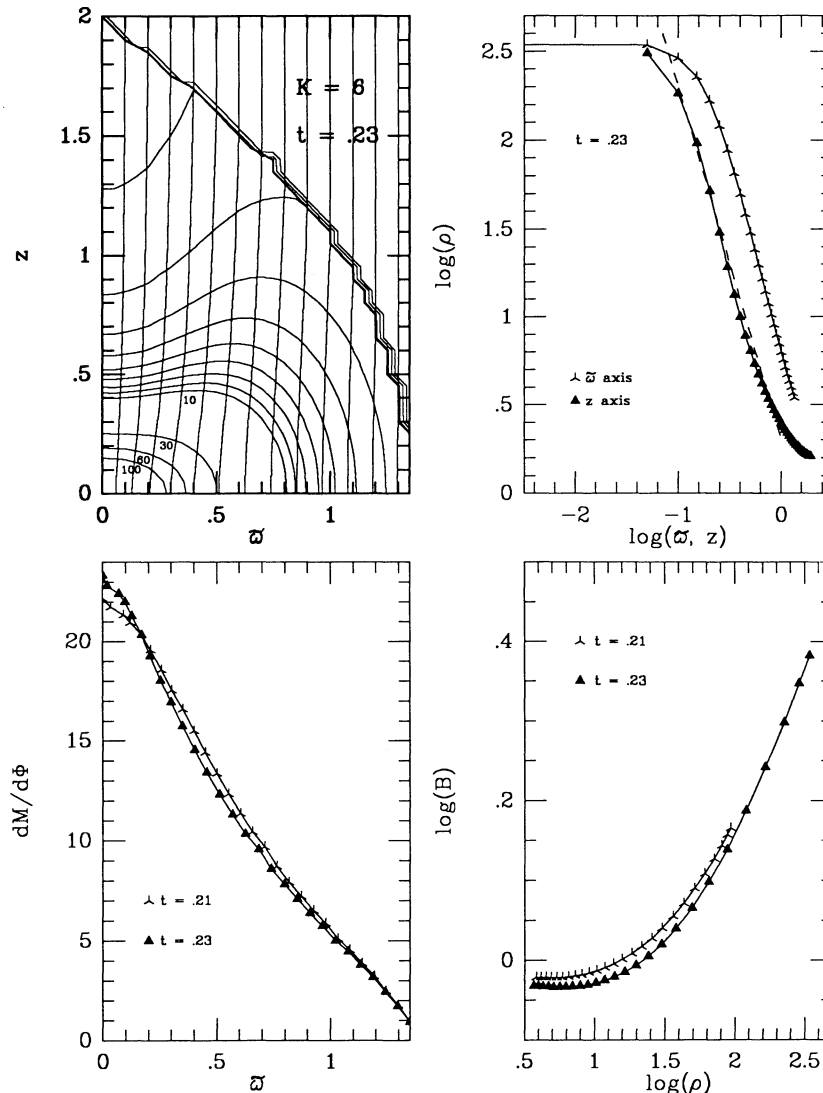 2
1.5
1
.5
0
z
K = 6
t = .23
10
30
60
100
0
.5
1
ϖ
2.5
2
1.5
1
.5
0
log(ρ)
t = .23
ϖ axis
z axis
-2
-1
0
log(ϖ, z)
20
15
10
5
0
dM/dΦ
t = .21
t = .23
0
.5
1
ϖ
.4
.2
0
log(B)
t = .21
t = .23
.5
1
1.5
2
2.5
log(ρ)